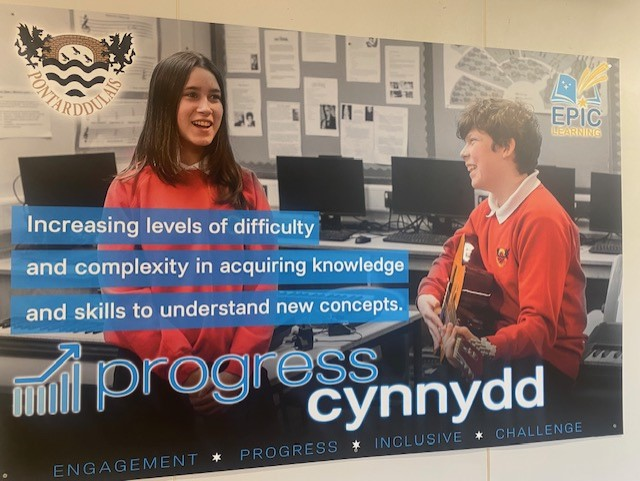 PONTARDDULAIS
EPIC
LEARNING
Increasing levels of difficulty
and complexity in acquiring knowledge
and skills to understand new concepts.
progress
cynnydd
ENGAGEMENT * PROGRESS * INCLUSIVE * CHALLENGE